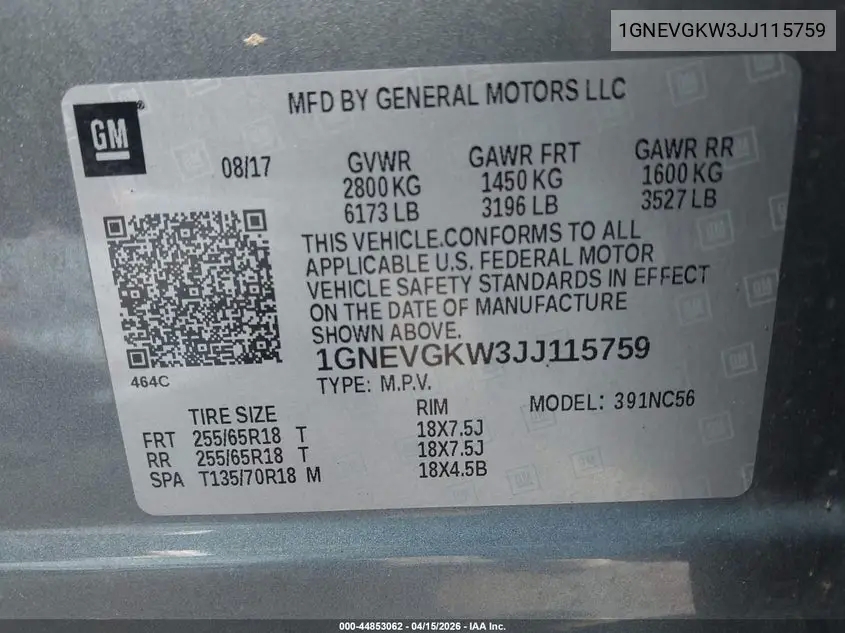 1GNEVGKW3JJ115759
MFD BY GENERAL MOTORS LLC
GM
08/17
GVWR
2800 KG
6173 LB
GAWR FRT
1450 KG
3196 LB
GAWR RR
1600 KG
3527 LB
THIS VEHICLE.CONFORMS TO ALL
APPLICABLE U.S. FEDERAL MOTOR
VEHICLE SAFETY STANDARDS IN EFFECT
ON THE DATE OF MANUFACTURE
SHOWN ABOVE.
1GNEVGKW3JJ115759
464C
TYPE: M.P.V.
TIRE SIZE
RIM
MODEL: 391NC56
FRT 255/65R18 T 18X7.5J
RR 255/65R18 T 18X7.5J
SPA T135/70R18 M 18X4.5B
000-44853062 - 04/15/2026 - IAA Inc.